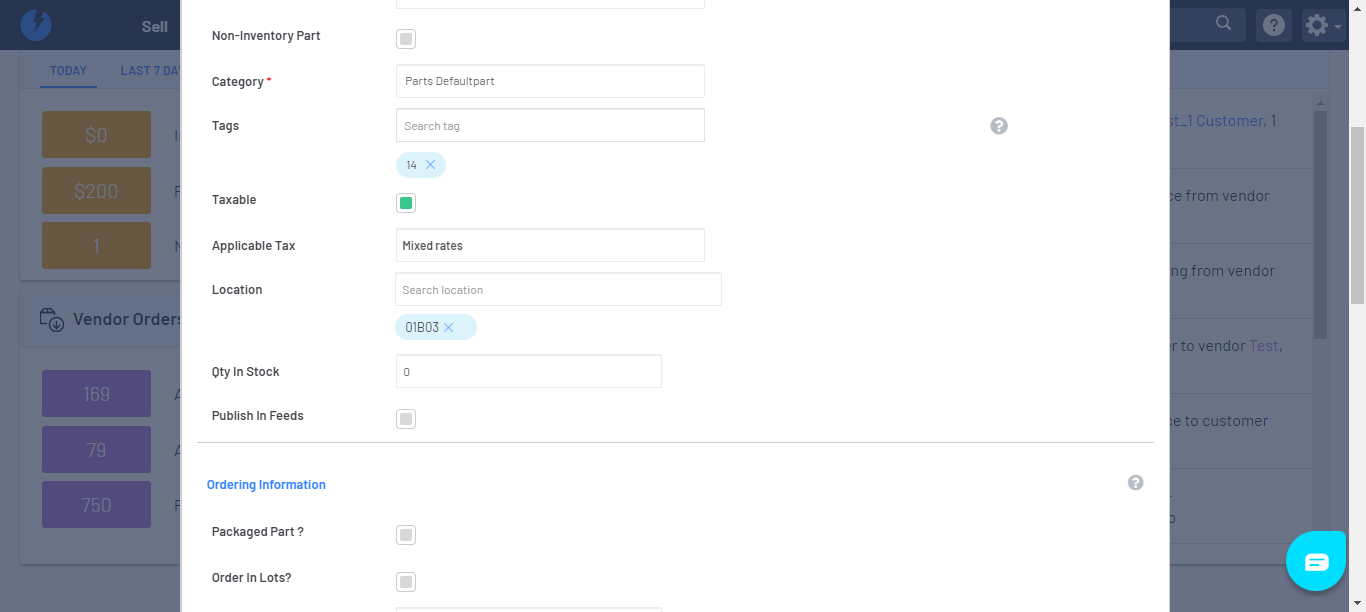 Sell
TODAY
LAST 7 DA
$0
$200
1
Vendor Orders
169
79
750
Non-Inventory Part
Category *
Parts Defaultpart
Tags
Search tag
14
Taxable
Applicable Tax
Mixed rates
Location
Search location
01B03
Qty In Stock
0
Publish In Feeds
Ordering Information
Packaged Part ?
Order In Lots?
st_1 Customer, 1
ce from vendor
ng from vendor
r to vendor Test,
ce to customer